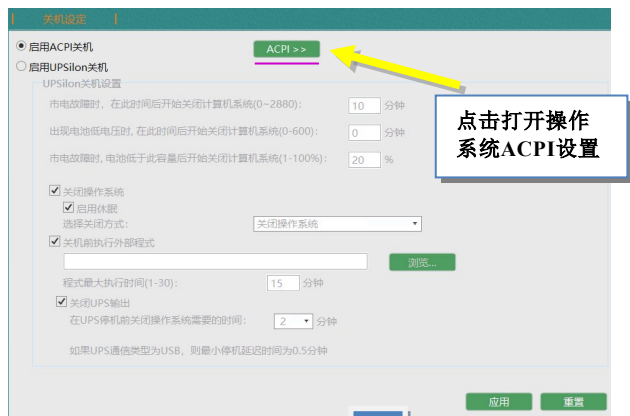 关机设定
启用ACPI关机
ACPI >>
启用UPSilon关机
UPSilon关机设置
市电故障时，在此时间后开始关闭计算机系统(0~2880): 10 分钟
出现电池低电压时, 在此时间后开始关闭计算机系统(0-600): 0 分钟
市电故障时, 电池低于此容量后开始关闭计算机系统(1-100%): 20 %
点击打开操作
系统ACPI设置
关闭操作系统
启用休眠
选择关闭方式: 关闭操作系统
关机前执行外部程式
浏览...
程式最大执行时间(1-30): 15 分钟
关闭UPS输出
在UPS停机前关闭操作系统需要的时间: 2 分钟
如果UPS通信类型为USB，则最小停机延迟时间为0.5分钟
应用 重置